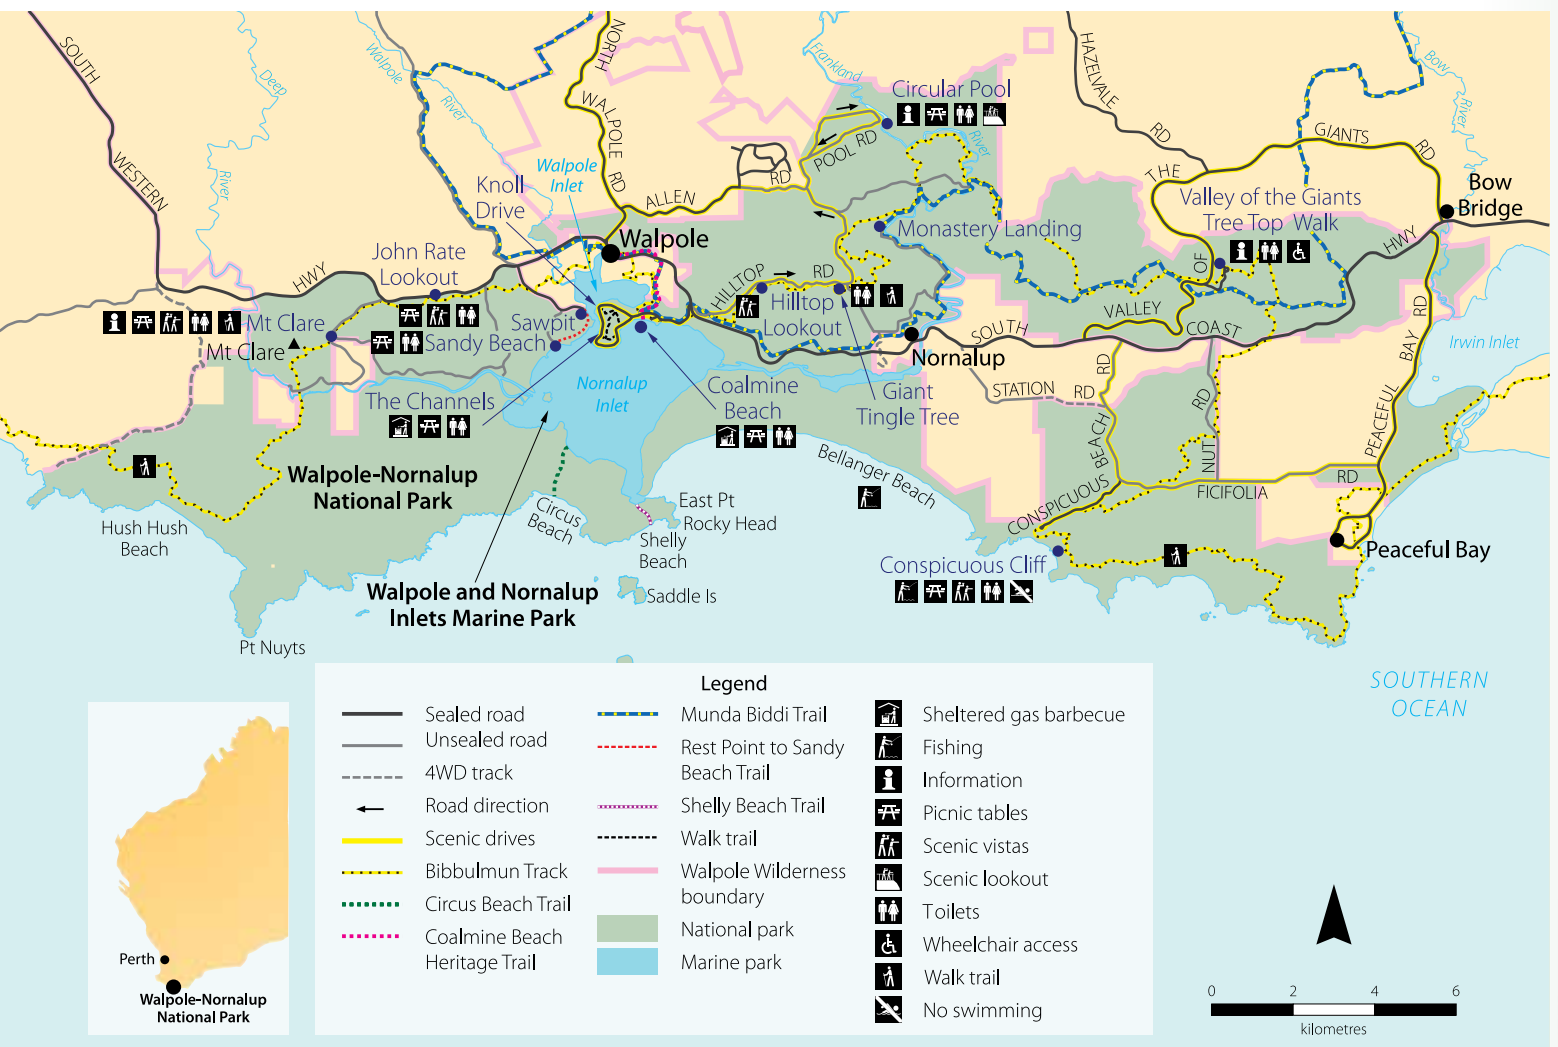 SOUTH
WESTERN
HWY
Deep
River
Walpole
River
NORTH
WALPOLE
RD
Frankland
River
Circular Pool
POOL RD
HAZELVALE
RD
Bow
River
THE
GIANTS
RD
Walpole
Inlet
Knoll
Drive
ALLEN
RD
Valley of the Giants
Tree Top Walk
Bow
Bridge
Walpole
Monastery Landing
John Rate
Lookout
HILLTOP
RD
OF
HWY
Mt Clare
Mt Clare
Sawpit
Sandy Beach
Hilltop
Lookout
VALLEY
SOUTH
COAST
RD
BAY
PEACEFUL
Irwin Inlet
Nornalup
The Channels
Nornalup
Inlet
Coalmine
Beach
Giant
Tingle Tree
STATION
RD
RD
BEACH
CONSPICUOUS
RD
NUT
FICIFOLIA
RD
Walpole-Nornalup
National Park
Bellanger Beach
Hush Hush
Beach
Circus
Beach
East Pt
Rocky Head
Shelly
Beach
Conspicuous Cliff
Peaceful Bay
Walpole and Nornalup
Inlets Marine Park
Saddle Is
Pt Nuyts
SOUTHERN
OCEAN
Legend
Sealed road
Unsealed road
4WD track
Road direction
Scenic drives
Bibbulmun Track
Circus Beach Trail
Coalmine Beach
Heritage Trail
Munda Biddi Trail
Rest Point to Sandy
Beach Trail
Shelly Beach Trail
Walk trail
Walpole Wilderness
boundary
National park
Marine park
Sheltered gas barbecue
Fishing
Information
Picnic tables
Scenic vistas
Scenic lookout
Toilets
Wheelchair access
Walk trail
No swimming
Perth
Walpole-Nornalup
National Park
0 2 4 6
kilometres